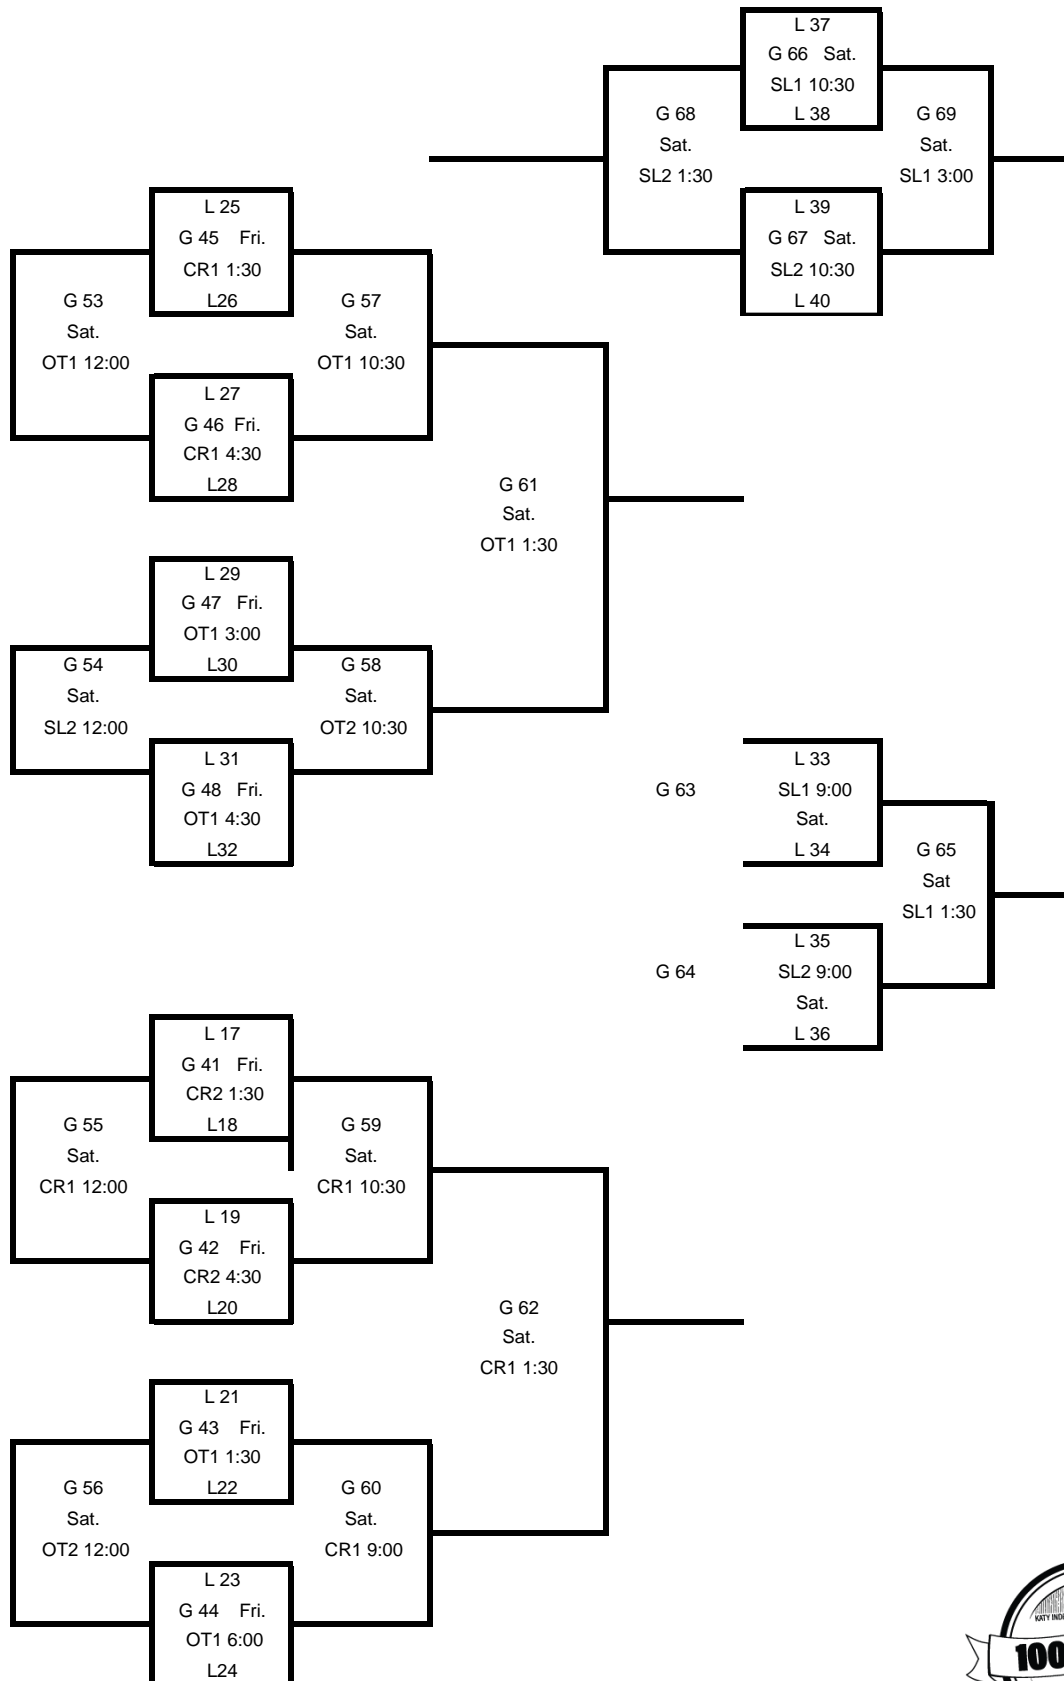 L 37
G 66 Sat.
SL1 10:30
L 38
G 68
Sat.
SL2 1:30
G 69
Sat.
SL1 3:00
L 39
G 67 Sat.
SL2 10:30
L 40
L 25
G 45 Fri.
CR1 1:30
L26
G 53
Sat.
OT1 12:00
G 57
Sat.
OT1 10:30
L 27
G 46 Fri.
CR1 4:30
L28
G 61
Sat.
OT1 1:30
L 29
G 47 Fri.
OT1 3:00
L30
G 54
Sat.
SL2 12:00
G 58
Sat.
OT2 10:30
L 31
G 48 Fri.
OT1 4:30
L32
G 63
L 33
SL1 9:00
Sat.
L 34
G 65
Sat
SL1 1:30
G 64
L 35
SL2 9:00
Sat.
L 36
L 17
G 41 Fri.
CR2 1:30
L18
G 55
Sat.
CR1 12:00
G 59
Sat.
CR1 10:30
L 19
G 42 Fri.
CR2 4:30
L20
G 62
Sat.
CR1 1:30
L 21
G 43 Fri.
OT1 1:30
L22
G 56
Sat.
OT2 12:00
G 60
Sat.
CR1 9:00
L 23
G 44 Fri.
OT1 6:00
L24
KATY
100